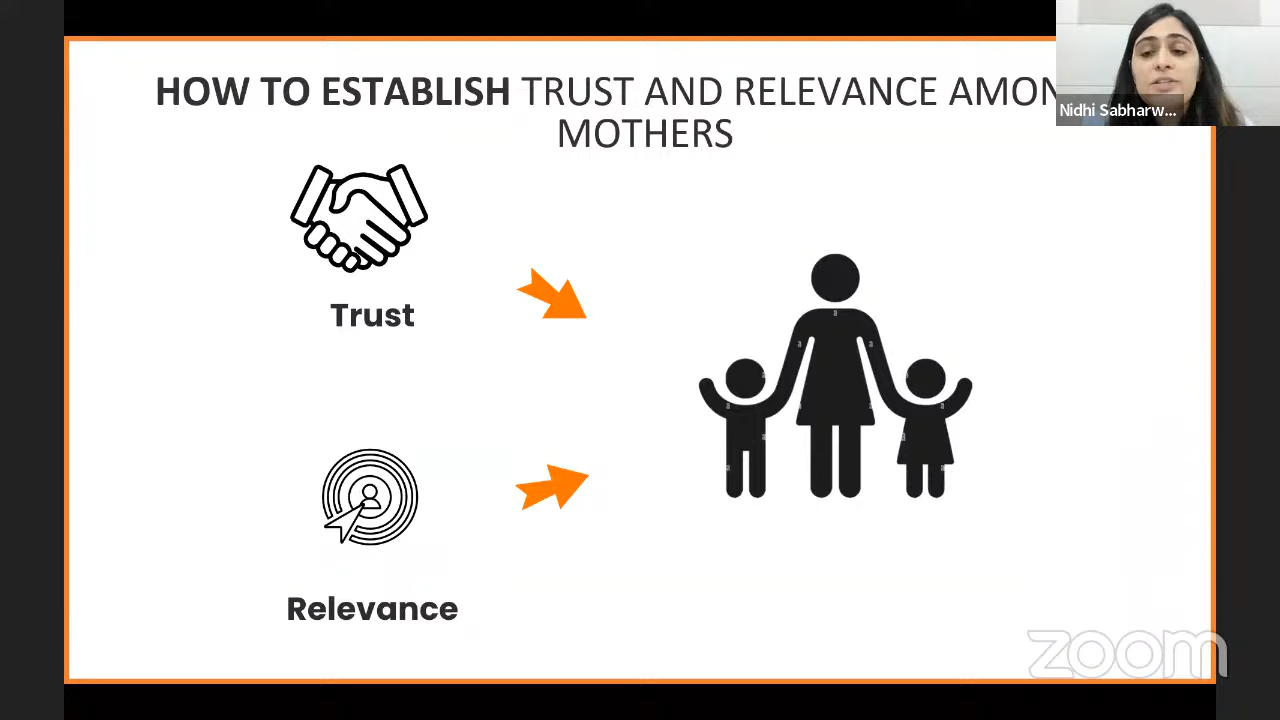 HOW TO ESTABLISH TRUST AND RELEVANCE AMON
MOTHERS
Nidhi Sabharw...
Trust
Relevance
zoom